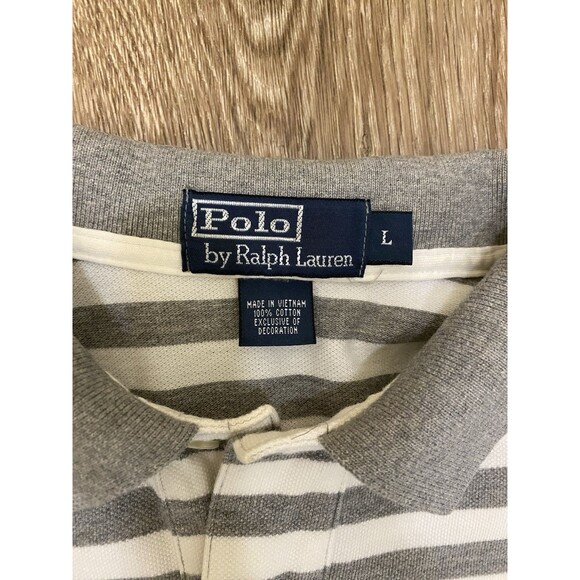 Polo
by Ralph Lauren
L
MADE IN VIETNAM
100% COTTON
EXCLUSIVE OF
DECORATION